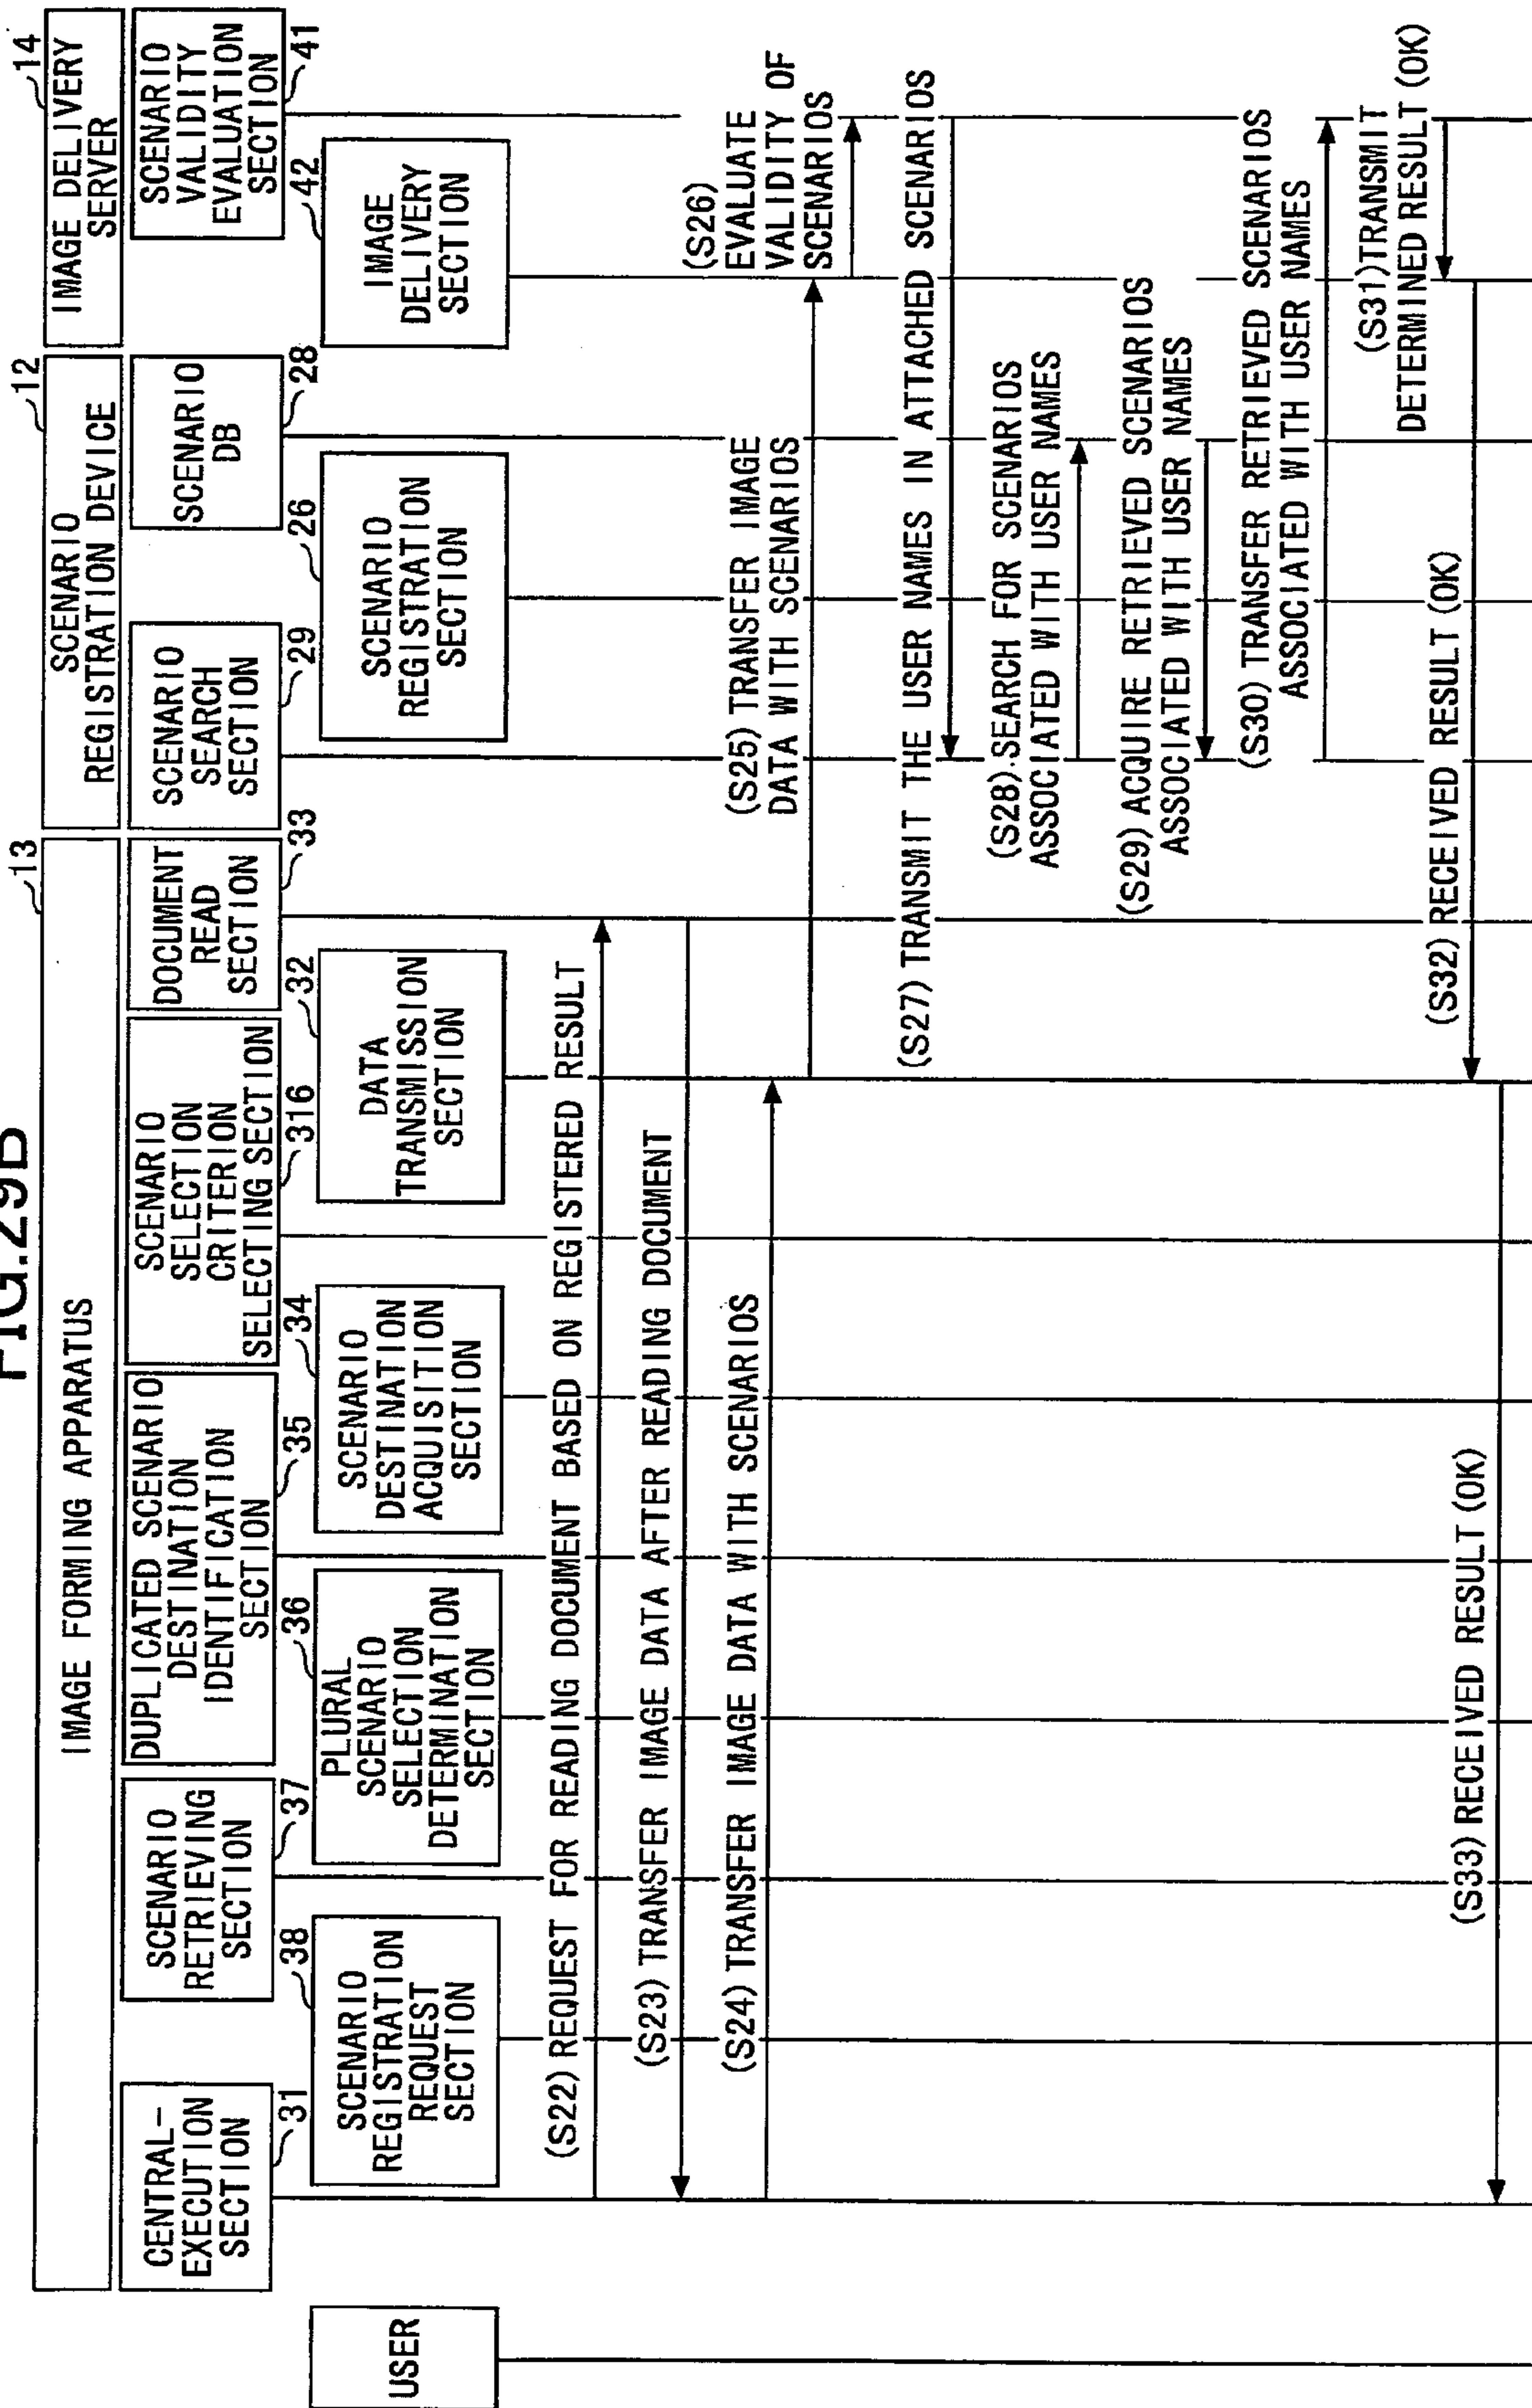 FIG.29B
IMAGE FORMING APPARATUS
13
SCENARIO
REGISTRATION DEVICE
12
IMAGE DELIVERY
SERVER
14
CENTRAL-
EXECUTION
SECTION
31
SCENARIO
RETRIEVING
SECTION
37
DUPLICATED SCENARIO
DESTINATION
IDENTIFICATION
SECTION
35
SCENARIO
SELECTION
CRITERION
SELECTING SECTION
316
DOCUMENT
READ
SECTION
33
SCENARIO
SEARCH
SECTION
29
SCENARIO
DB
28
SCENARIO
VALIDITY
EVALUATION
SECTION
41
USER
SCENARIO
REGISTRATION
REQUEST
SECTION
38
PLURAL
SCENARIO
SELECTION
DETERMINATION
SECTION
36
SCENARIO
DESTINATION
ACQUISITION
SECTION
34
DATA
TRANSMISSION
SECTION
32
SCENARIO
REGISTRATION
SECTION
26
IMAGE
DELIVERY
SECTION
42
(S22) REQUEST FOR READING DOCUMENT BASED ON REGISTERED RESULT
(S23) TRANSFER IMAGE DATA AFTER READING DOCUMENT
(S24) TRANSFER IMAGE DATA WITH SCENARIOS
(S25) TRANSFER IMAGE
DATA WITH SCENARIOS
(S26)
EVALUATE
VALIDITY OF
SCENARIOS
(S27) TRANSMIT THE USER NAMES IN ATTACHED SCENARIOS
(S28) SEARCH FOR SCENARIOS
ASSOCIATED WITH USER NAMES
(S29) ACQUIRE RETRIEVED SCENARIOS
ASSOCIATED WITH USER NAMES
(S30) TRANSFER RETRIEVED SCENARIOS
ASSOCIATED WITH USER NAMES
(S31) TRANSMIT
DETERMINED RESULT (OK)
(S32) RECEIVED RESULT (OK)
(S33) RECEIVED RESULT (OK)